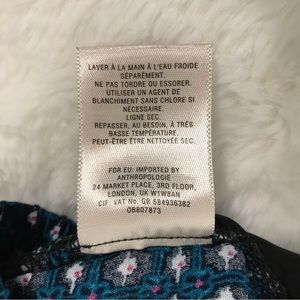 LAVER À LA MAIN À L'EAU FROIDE
SÉPARÉMENT.
NE PAS TORDRE OU ESSORER.
UTILISER UN AGENT DE
BLANCHIMENT SANS CHLORE SI
NÉCESSAIRE.
LIGNE SEC.
REPASSER, AU BESOIN, À TRÉS
BASSE TEMPÉRATURE.
PEUT-ÊTRE ÊTRE NETTOYÉE SEC.
FOR EU: IMPORTED BY
ANTHROPOLOGIE
24 MARKET PLACE, 3RD FLOOR,
LONDON, UK W1W8AN
CIF. VAT No. GB 684936382
OB807873